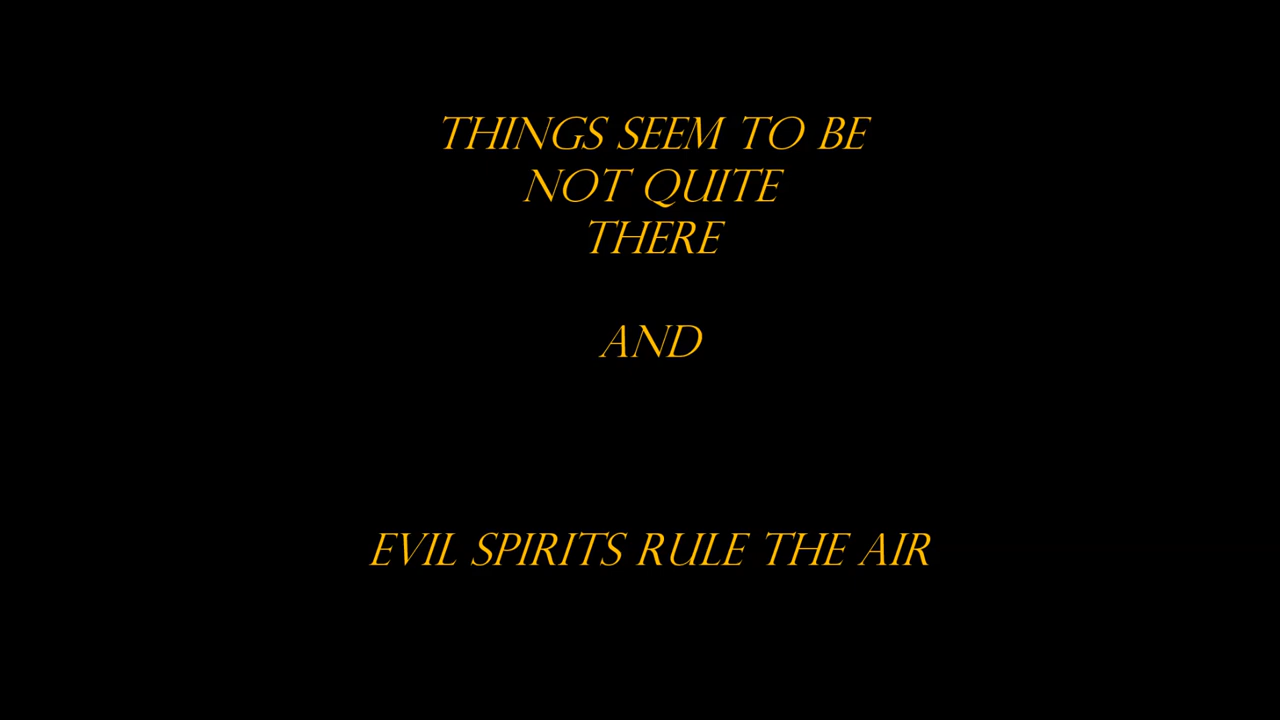 THINGS SEEM TO BE
NOT QUITE
THERE
AND
EVIL SPIRITS RULE THE AIR